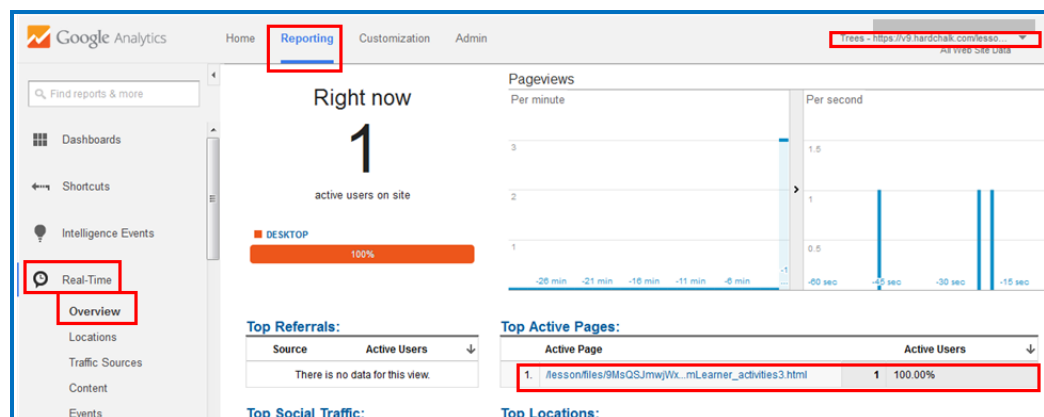 Google Analytics
Home Reporting Customization Admin
Trees - https://v9.hardchalk.com/lesso...
All Web Site Data
Find reports & more
Dashboards
Shortcuts
Intelligence Events
Real-Time
Overview
Locations
Traffic Sources
Content
Events
Right now
1
active users on site
DESKTOP
100%
Pageviews
Per minute
3
2
1
-26 min -21 min -16 min -11 min -6 min -1
Per second
1.5
1
0.5
-60 sec -45 sec -30 sec -15 sec
Top Referrals:
Source Active Users
There is no data for this view.
Top Active Pages:
Active Page Active Users
1. /lesson/files/9MsQSJmwjWx...mLearner_activities3.html 1 100.00%
Top Social Traffic:
Top Locations: